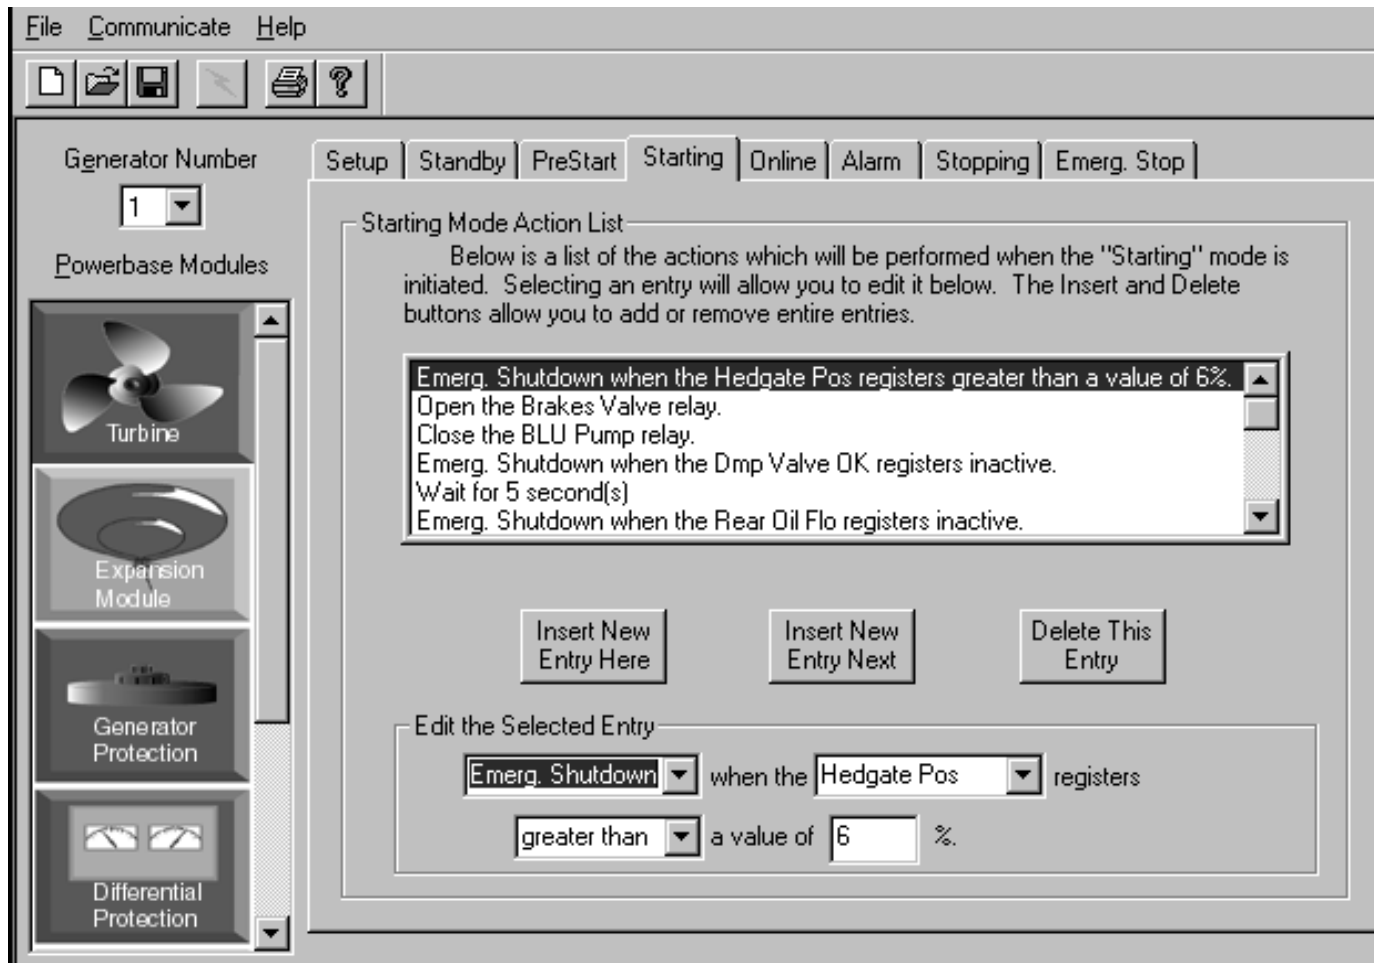 File Communicate Help
Generator Number
1
Powerbase Modules
Turbine
Expansion
Module
Generator
Protection
Differential
Protection
Setup Standby PreStart Starting Online Alarm Stopping Emerg. Stop
Starting Mode Action List
Below is a list of the actions which will be performed when the "Starting" mode is
initiated. Selecting an entry will allow you to edit it below. The Insert and Delete
buttons allow you to add or remove entire entries.
Emerg. Shutdown when the Hedgate Pos registers greater than a value of 6%.
Open the Brakes Valve relay.
Close the BLU Pump relay.
Emerg. Shutdown when the Dmp Valve OK registers inactive.
Wait for 5 second(s)
Emerg. Shutdown when the Rear Oil Flo registers inactive.
Insert New
Entry Here
Insert New
Entry Next
Delete This
Entry
Edit the Selected Entry
Emerg. Shutdown when the Hedgate Pos registers
greater than a value of 6 %.